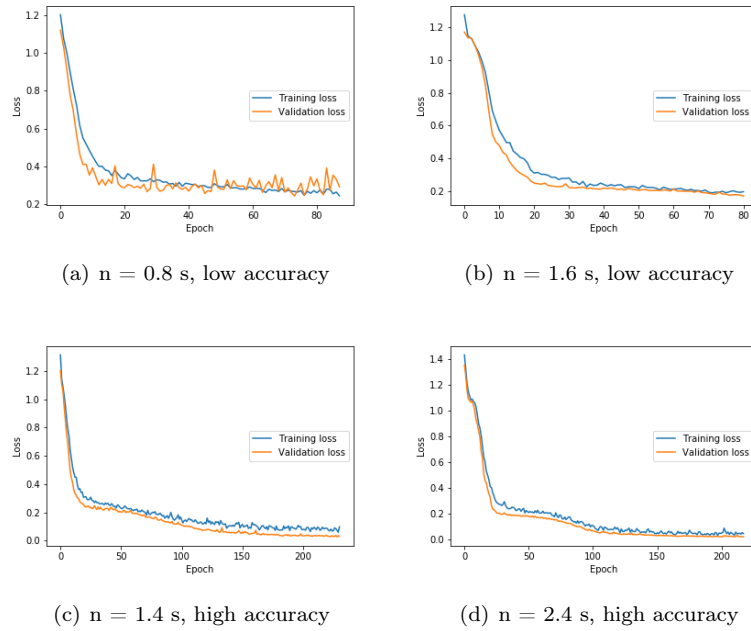 1.2
1.0
0.8
0.6
0.4
0.2
0
20
40
60
80
Loss
Epoch
Training loss
Validation loss
(a) n = 0.8 s, low accuracy
1.2
1.0
0.8
0.6
0.4
0.2
0
10
20
30
40
50
60
70
80
Loss
Epoch
Training loss
Validation loss
(b) n = 1.6 s, low accuracy
1.2
1.0
0.8
0.6
0.4
0.2
0.0
0
50
100
150
200
Loss
Epoch
Training loss
Validation loss
(c) n = 1.4 s, high accuracy
1.4
1.2
1.0
0.8
0.6
0.4
0.2
0.0
0
50
100
150
200
Loss
Epoch
Training loss
Validation loss
(d) n = 2.4 s, high accuracy